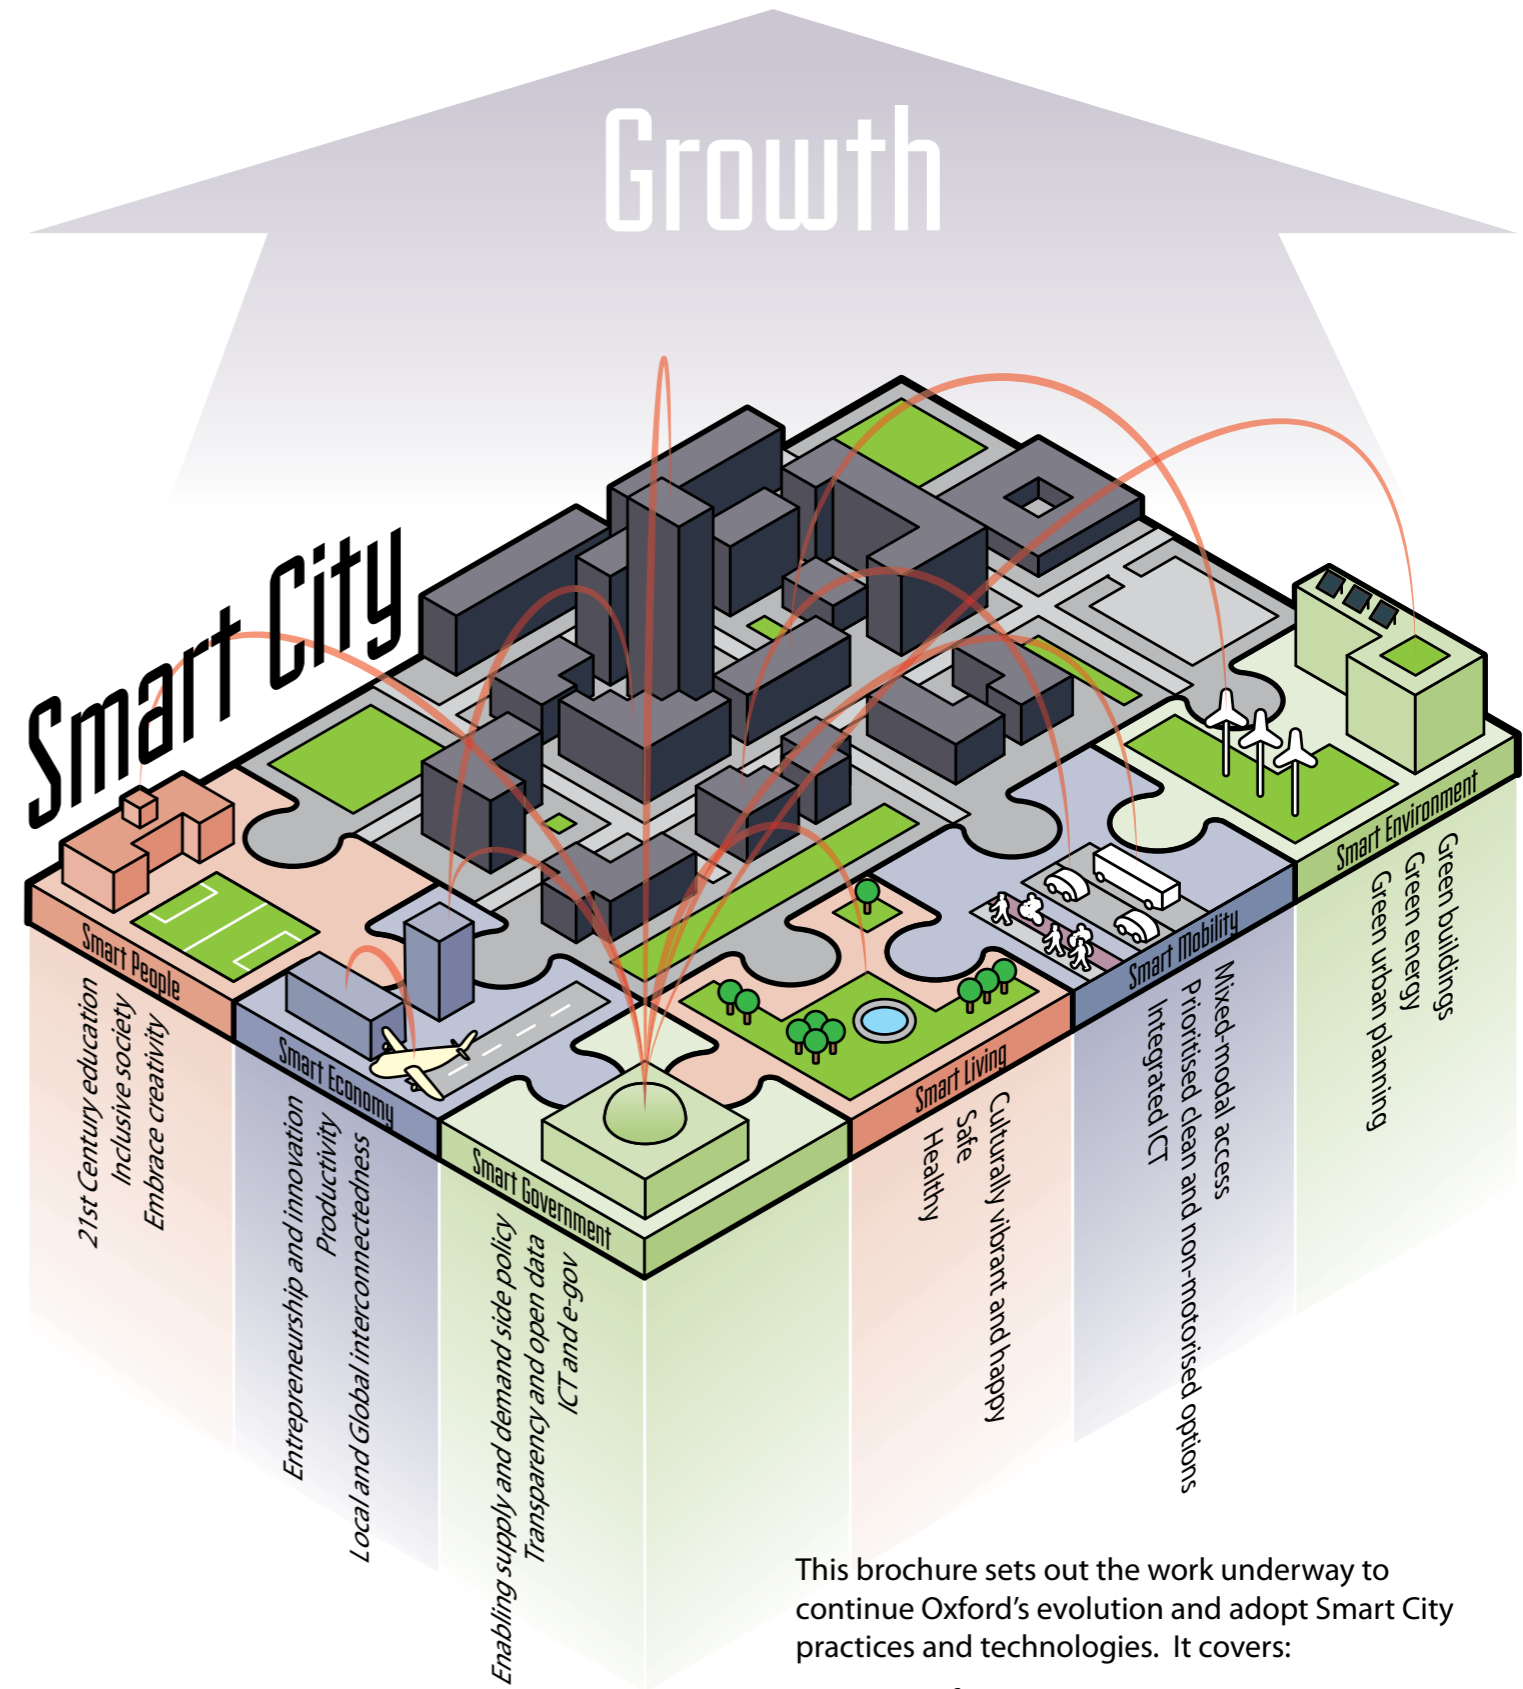 Growth
Smart City
Smart People
21st Century education
Inclusive society
Embrace creativity
Smart Economy
Entrepreneurship and innovation
Productivity
Local and Global interconnectedness
Smart Government
Enabling supply and demand side policy
Transparency and open data
ICT and e-gov
Smart Living
Culturally vibrant and happy
Safe
Healthy
Smart Mobility
Mixed-modal access
Prioritised clean and non-motorised options
Integrated ICT
Smart Environment
Green buildings
Green energy
Green urban planning
This brochure sets out the work underway to
continue Oxford’s evolution and adopt Smart City
practices and technologies. It covers: